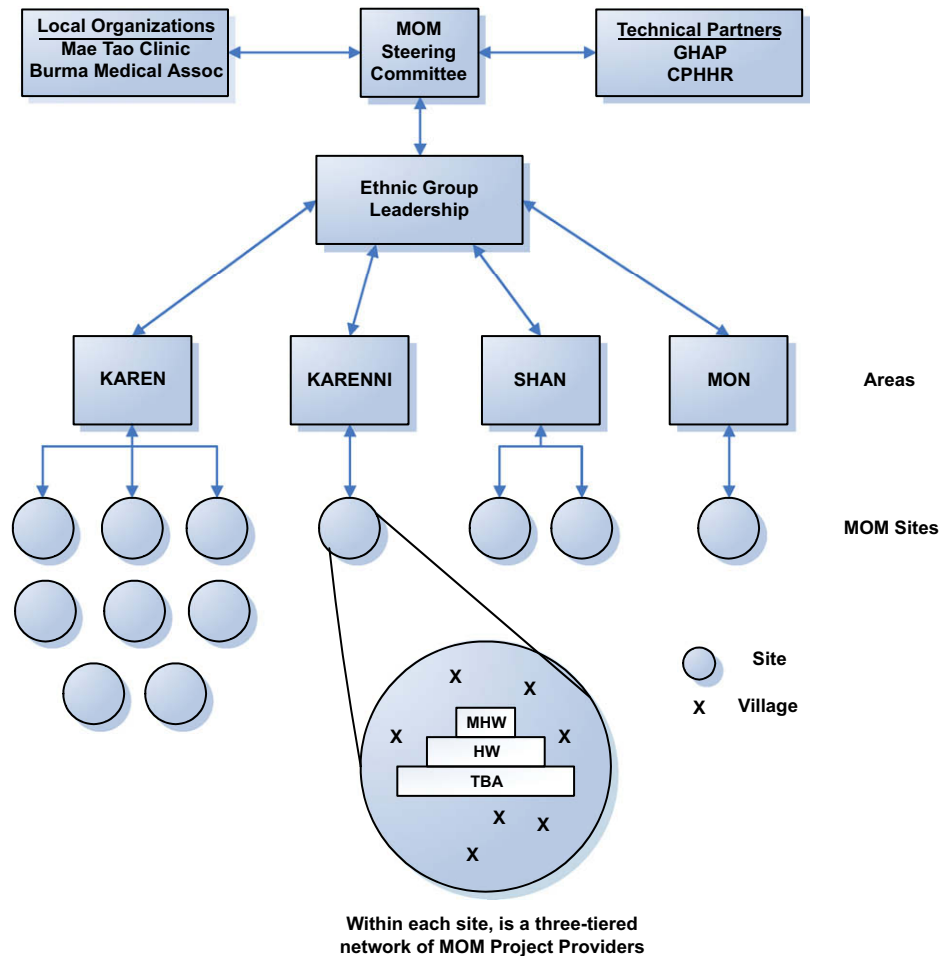 Local Organizations
Mae Tao Clinic
Burma Medical Assoc
MOM
Steering
Committee
Technical Partners
GHAP
CPHHR
Ethnic Group
Leadership
KAREN
KARENNI
SHAN
MON
Areas
MOM Sites
Site
X Village
X
X
X
MHW
X
HW
TBA
X
X
X
Within each site, is a three-tiered
network of MOM Project Providers